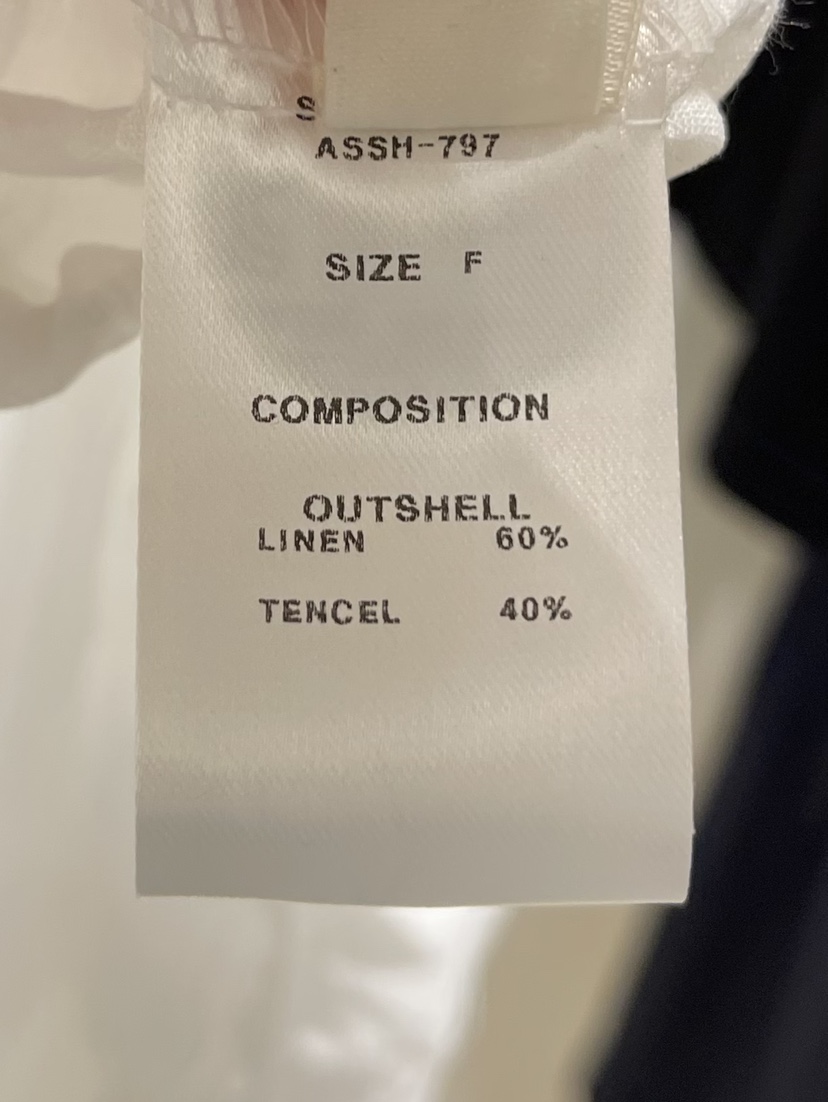 ASSH-797
SIZE F
COMPOSITION
OUTSHELL
LINEN 60%
TENCEL 40%